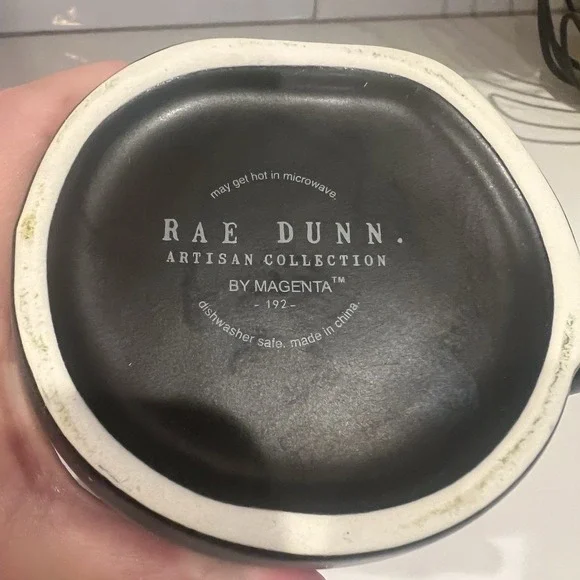 may get hot in microwave.
RAE DUNN.
ARTISAN COLLECTION
BY MAGENTA™
- 192 -
dishwasher safe. made in china.